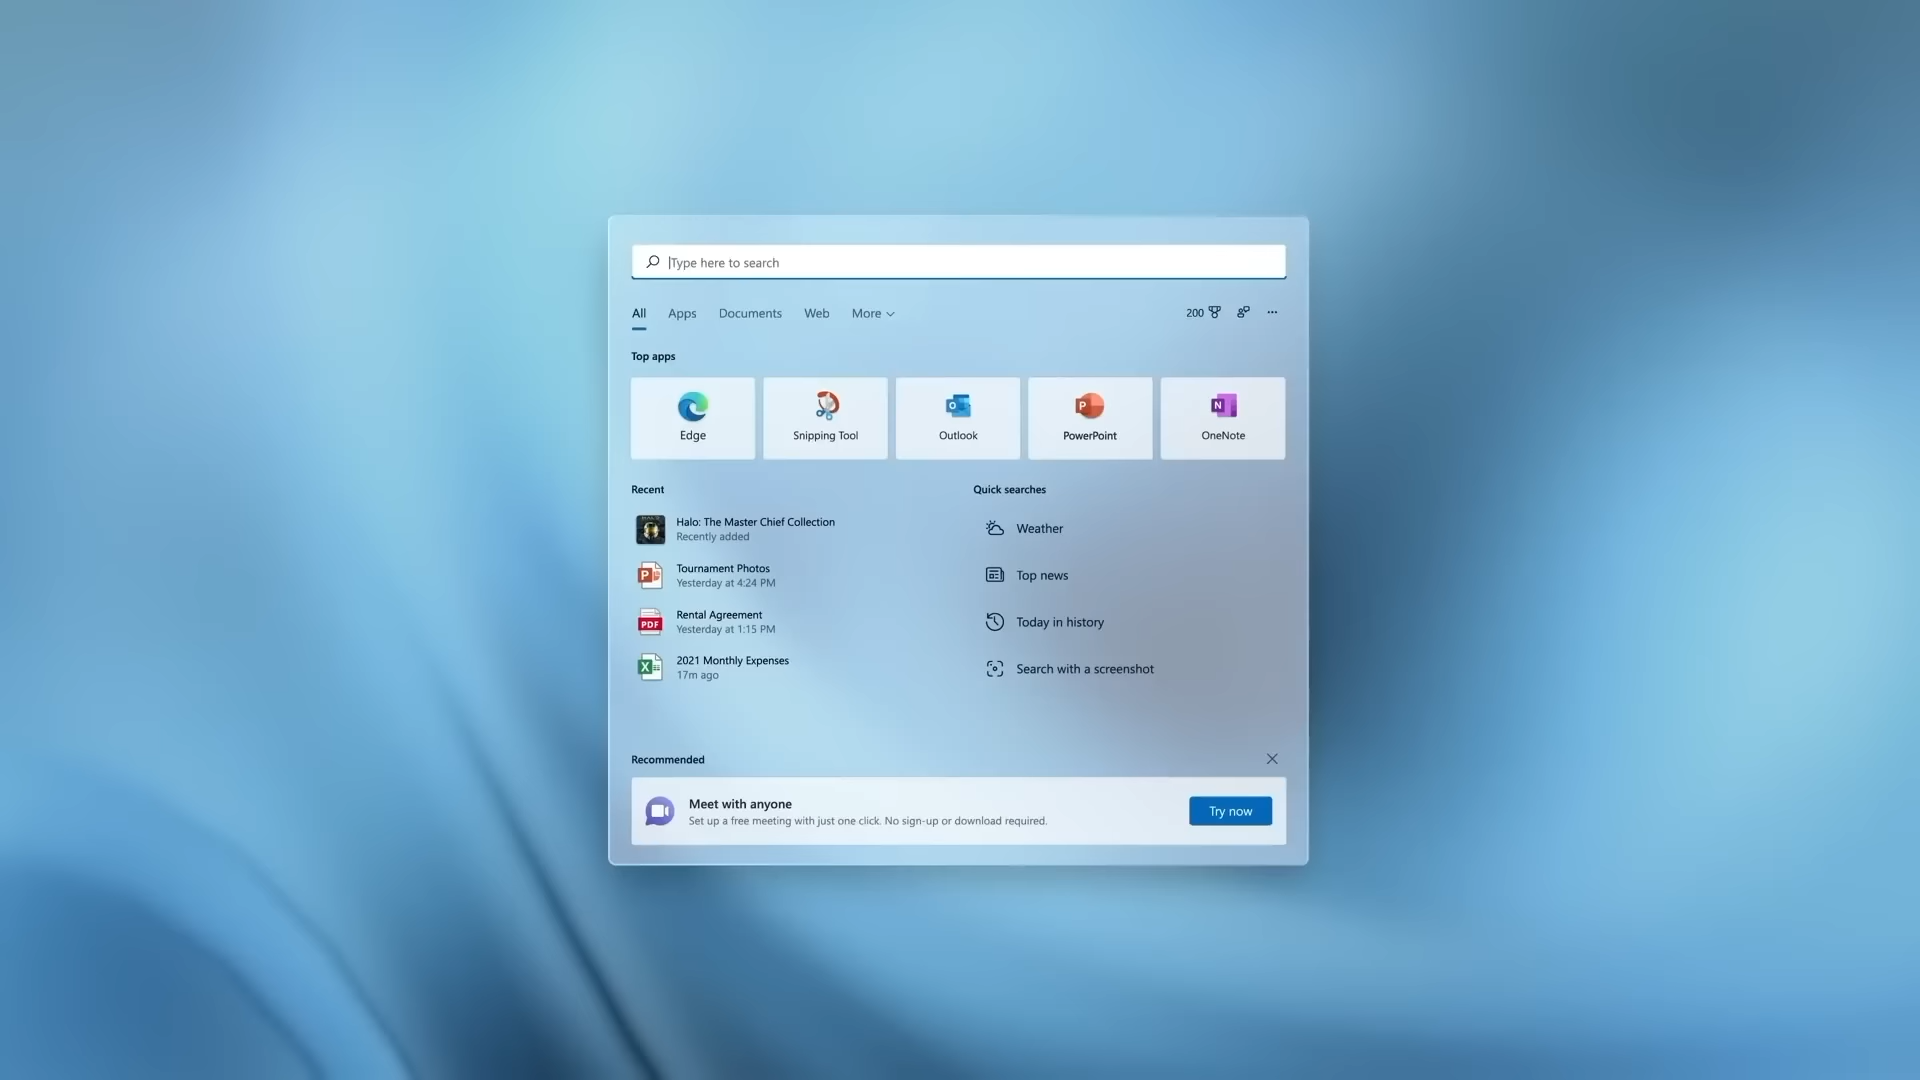 Type here to search
All Apps Documents Web More
200
Top apps
Edge Snipping Tool Outlook PowerPoint OneNote
Recent
Halo: The Master Chief Collection
Recently added
Tournament Photos
Yesterday at 4:24 PM
Rental Agreement
Yesterday at 1:15 PM
2021 Monthly Expenses
17m ago
Quick searches
Weather
Top news
Today in history
Search with a screenshot
Recommended
Meet with anyone
Set up a free meeting with just one click. No sign-up or download required.
Try now